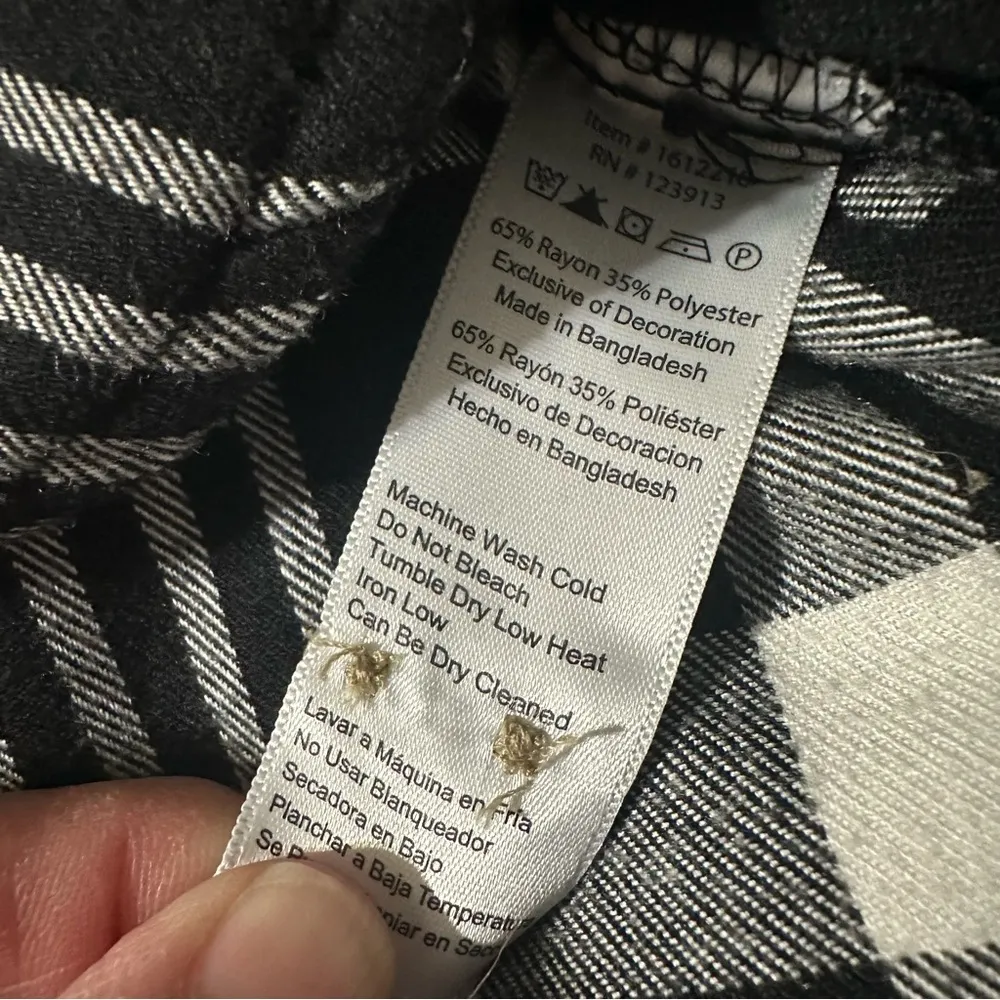 Item #
RN # 123913
P
65% Rayon 35% Polyester
Exclusive of Decoration
Made in Bangladesh
65% Rayón 35% Poliéster
Exclusivo de Decoracion
Hecho en Bangladesh
Machine Wash Cold
Do Not Bleach
Tumble Dry Low Heat
Iron Low
Can Be Dry Cleaned
Lavar a Máquina en Fría
No Usar Blanqueador
Secadora en Bajo
Planchar a Baja
Se en